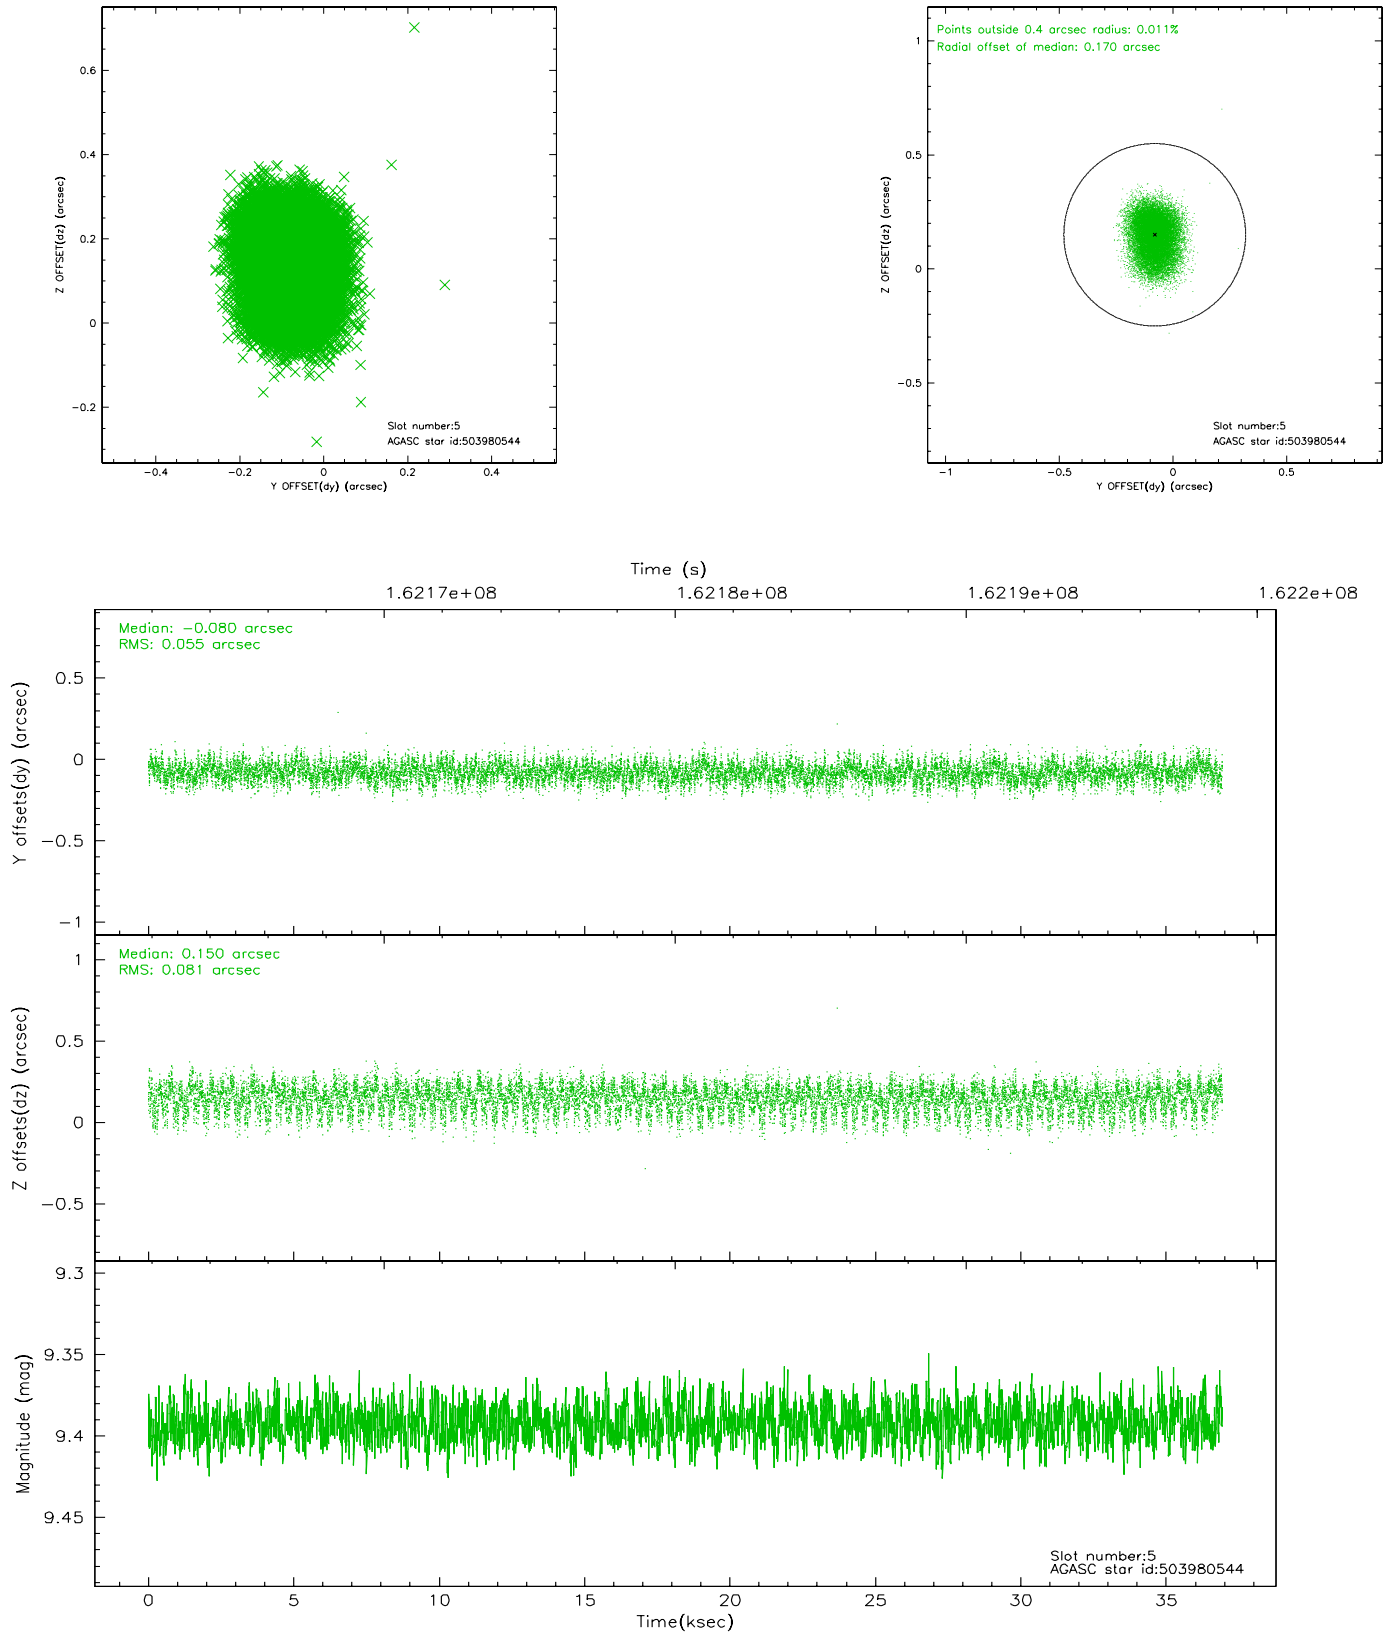 0.6
0.4
0.2
0
−0.2
Z OFFSET(dz) (arcsec)
Slot number:5
AGASC star id:503980544
−0.4 −0.2 0 0.2 0.4
Y OFFSET(dy) (arcsec)
Points outside 0.4 arcsec radius: 0.011%
Radial offset of median: 0.170 arcsec
1
0.5
0
−0.5
Z OFFSET(dz) (arcsec)
Slot number:5
AGASC star id:503980544
−1 −0.5 0 0.5
Y OFFSET(dy) (arcsec)
Time (s)
1.6217e+08 1.6218e+08 1.6219e+08 1.622e+08
Median: −0.080 arcsec
RMS: 0.055 arcsec
0.5
0
−0.5
−1
Y offsets(dy) (arcsec)
Median: 0.150 arcsec
RMS: 0.081 arcsec
1
0.5
0
−0.5
Z offsets(dz) (arcsec)
9.3
9.35
9.4
9.45
Magnitude (mag)
Slot number:5
AGASC star id:503980544
0 5 10 15 20 25 30 35
Time(ksec)